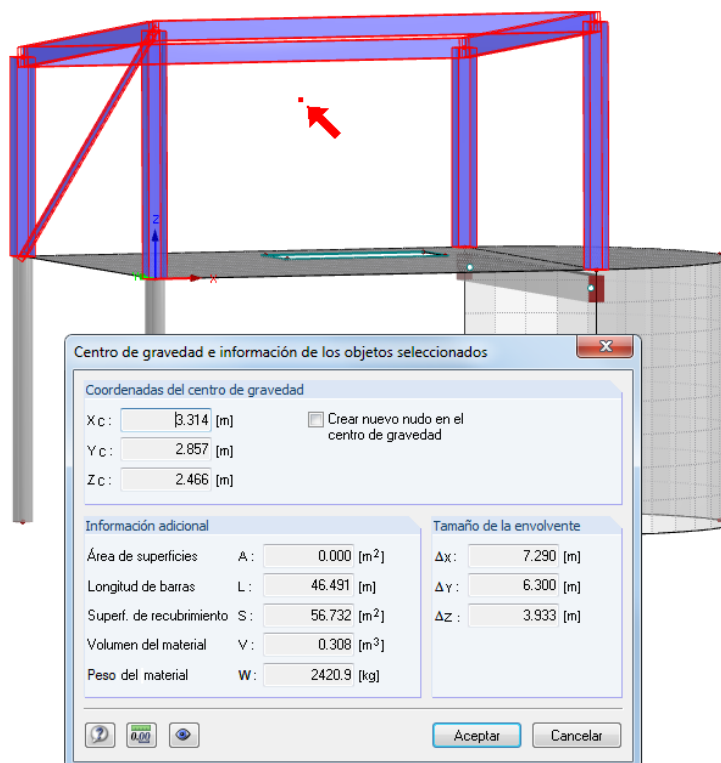 Z
X
Centro de gravedad e información de los objetos seleccionados
Coordenadas del centro de gravedad
XC: 3.314 [m]
Crear nuevo nudo en el
centro de gravedad
YC: 2.857 [m]
ZC: 2.466 [m]
Información adicional
Área de superficies A: 0.000 [m²]
Longitud de barras L: 46.491 [m]
Superf. de recubrimiento S: 56.732 [m²]
Volumen del material V: 0.308 [m³]
Peso del material W: 2420.9 [kg]
Tamaño de la envolvente
ΔX: 7.290 [m]
ΔY: 6.300 [m]
ΔZ: 3.933 [m]
0.00
Aceptar
Cancelar